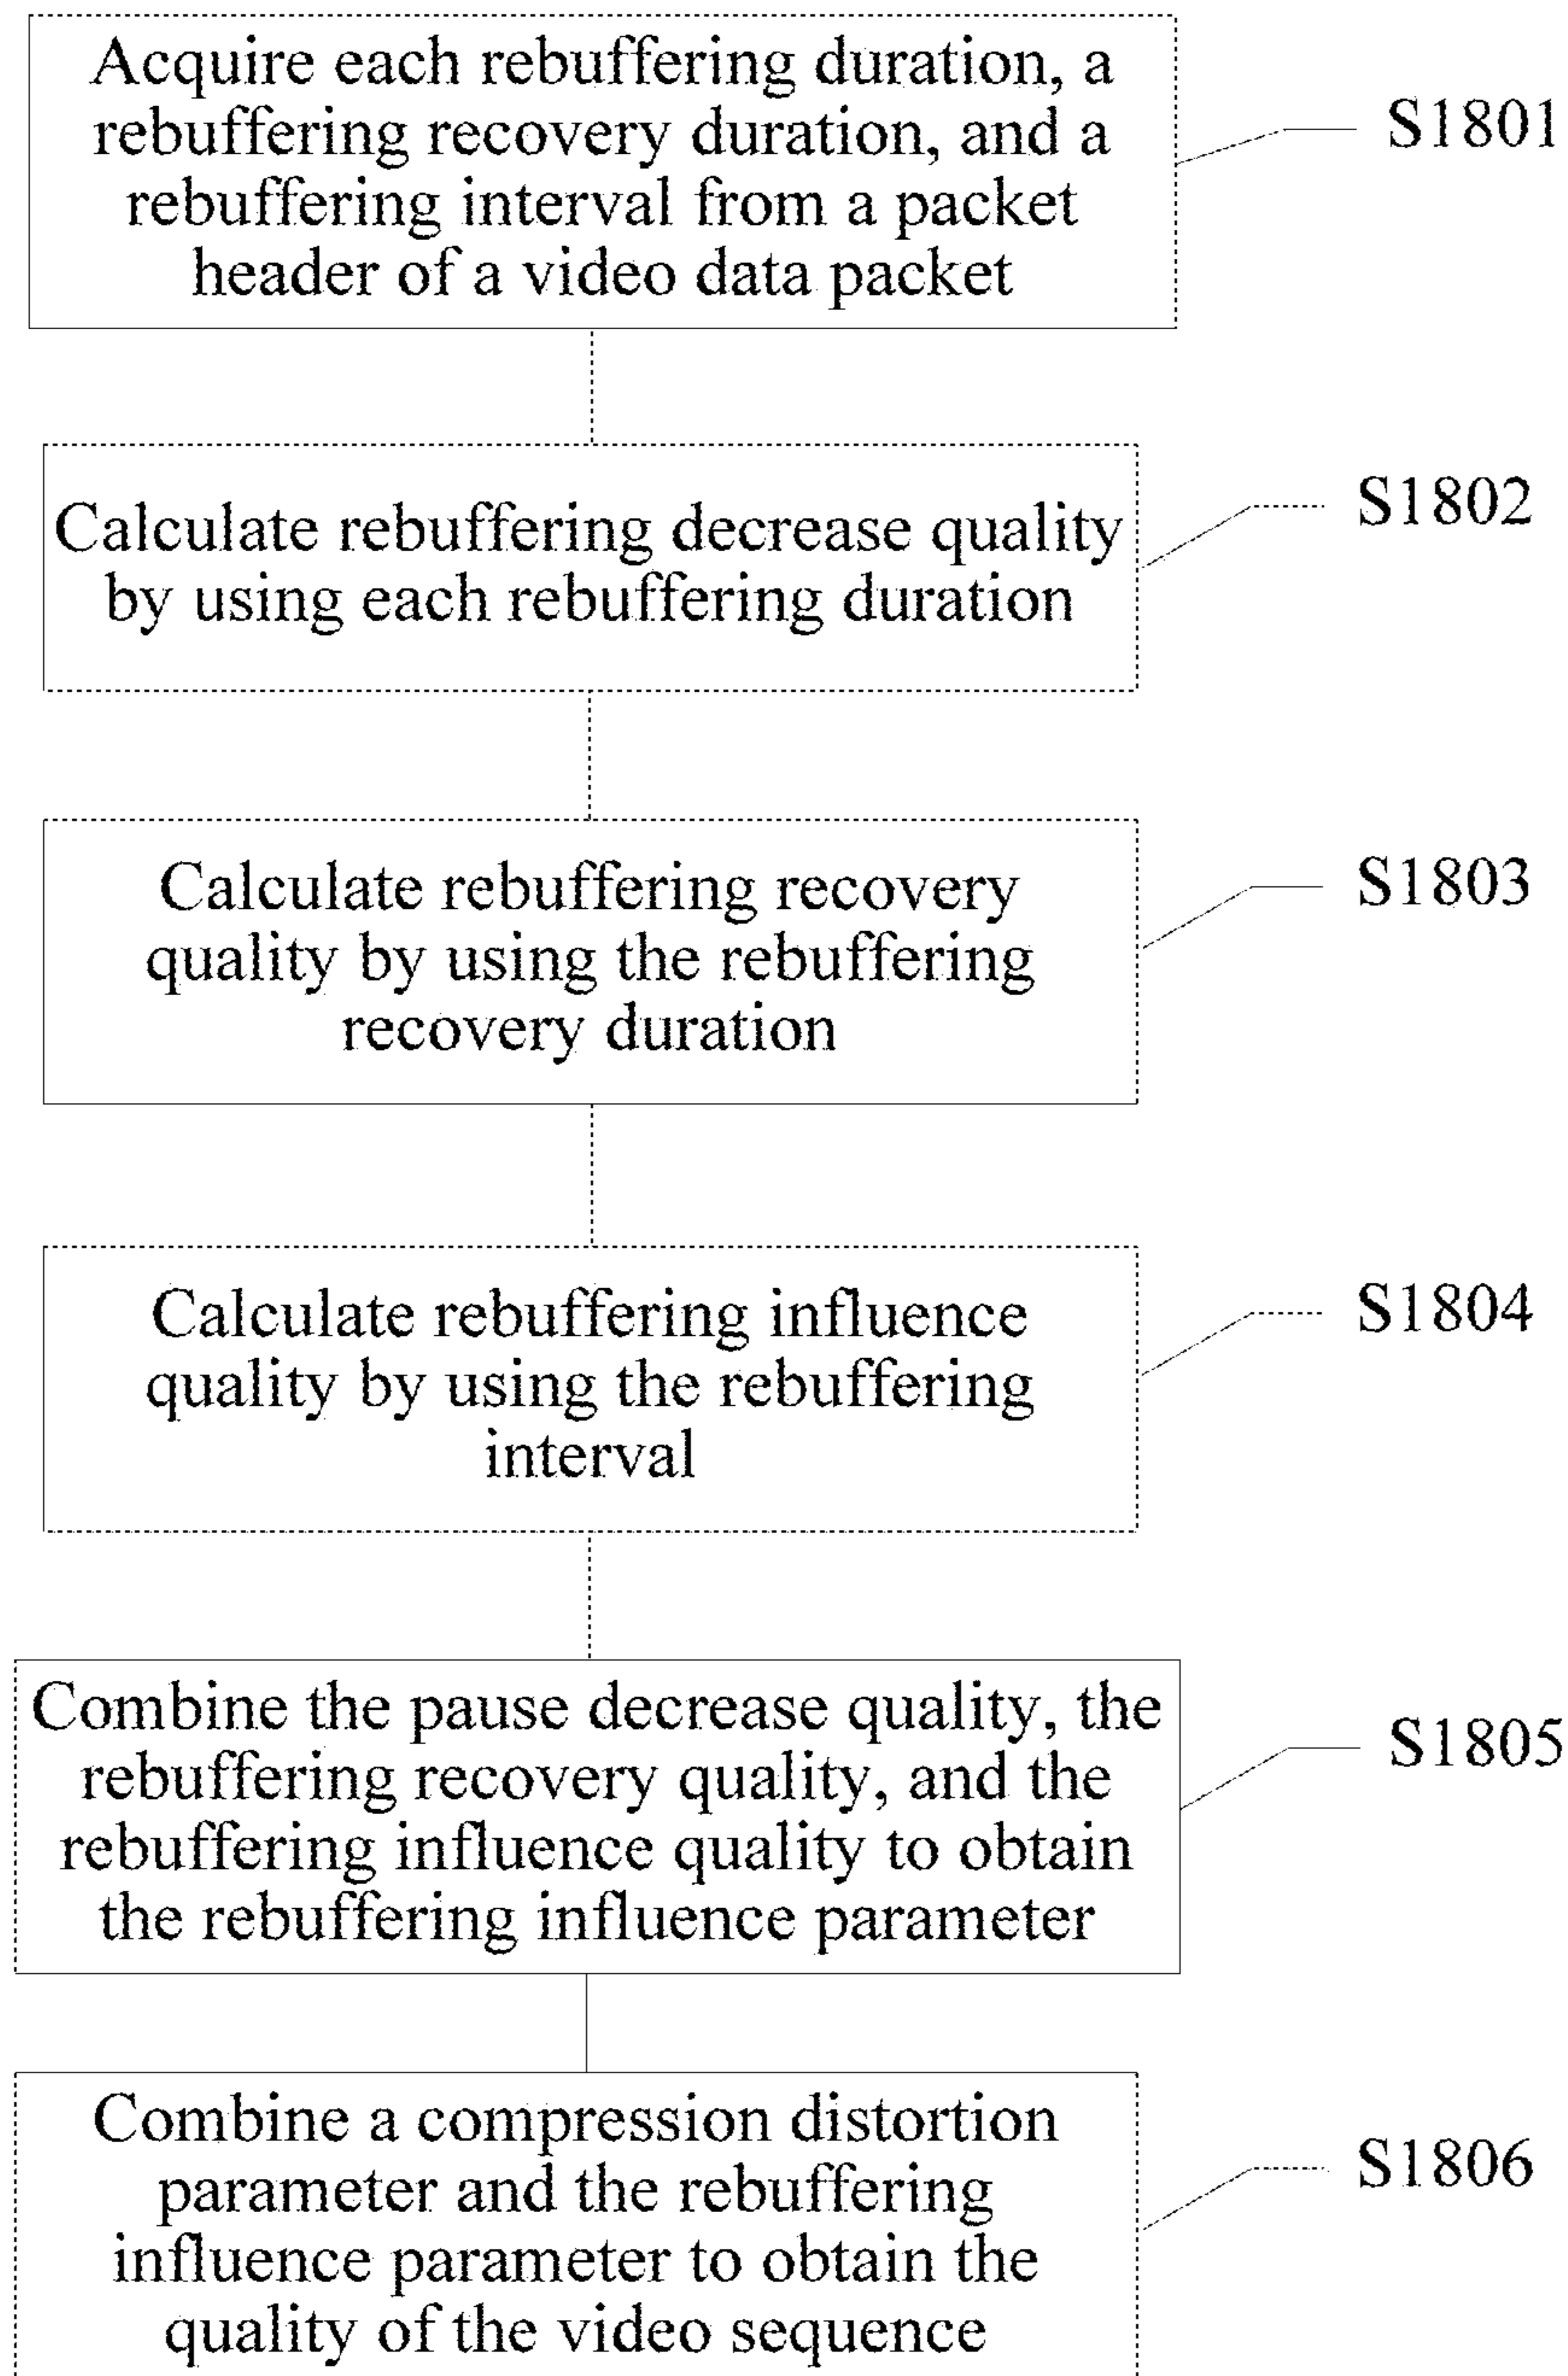 Acquire each rebuffering duration, a
rebuffering recovery duration, and a
rebuffering interval from a packet
header of a video data packet
S1801
Calculate rebuffering decrease quality
by using each rebuffering duration
S1802
Calculate rebuffering recovery
quality by using the rebuffering
recovery duration
S1803
Calculate rebuffering influence
quality by using the rebuffering
interval
S1804
Combine the pause decrease quality, the
rebuffering recovery quality, and the
rebuffering influence quality to obtain
the rebuffering influence parameter
S1805
Combine a compression distortion
parameter and the rebuffering
influence parameter to obtain the
quality of the video sequence
S1806